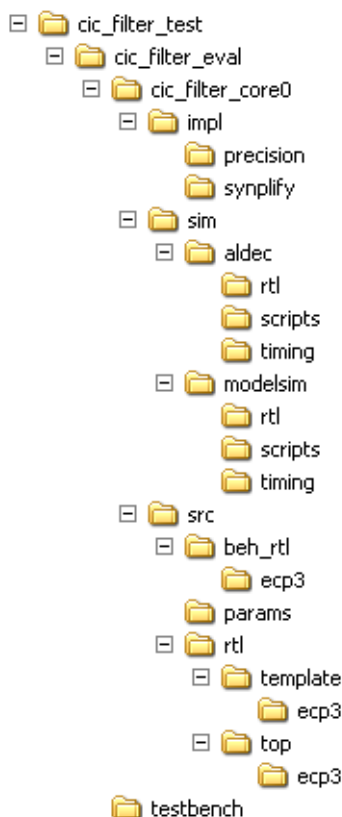 cic_filter_test
cic_filter_eval
cic_filter_core0
impl
precision
synplify
sim
aldec
rtl
scripts
timing
modelsim
rtl
scripts
timing
src
beh_rtl
ecp3
params
rtl
template
ecp3
top
ecp3
testbench